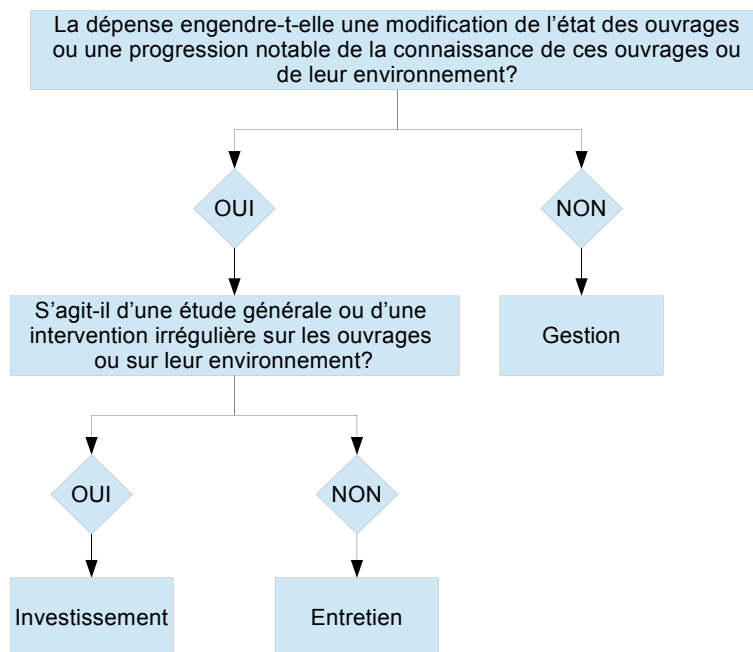 La dépense engendre-t-elle une modification de l’état des ouvrages
ou une progression notable de la connaissance de ces ouvrages ou
de leur environnement?
OUI
NON
S’agit-il d’une étude générale ou d’une
intervention irrégulière sur les ouvrages
ou sur leur environnement?
Gestion
OUI
NON
Investissement
Entretien